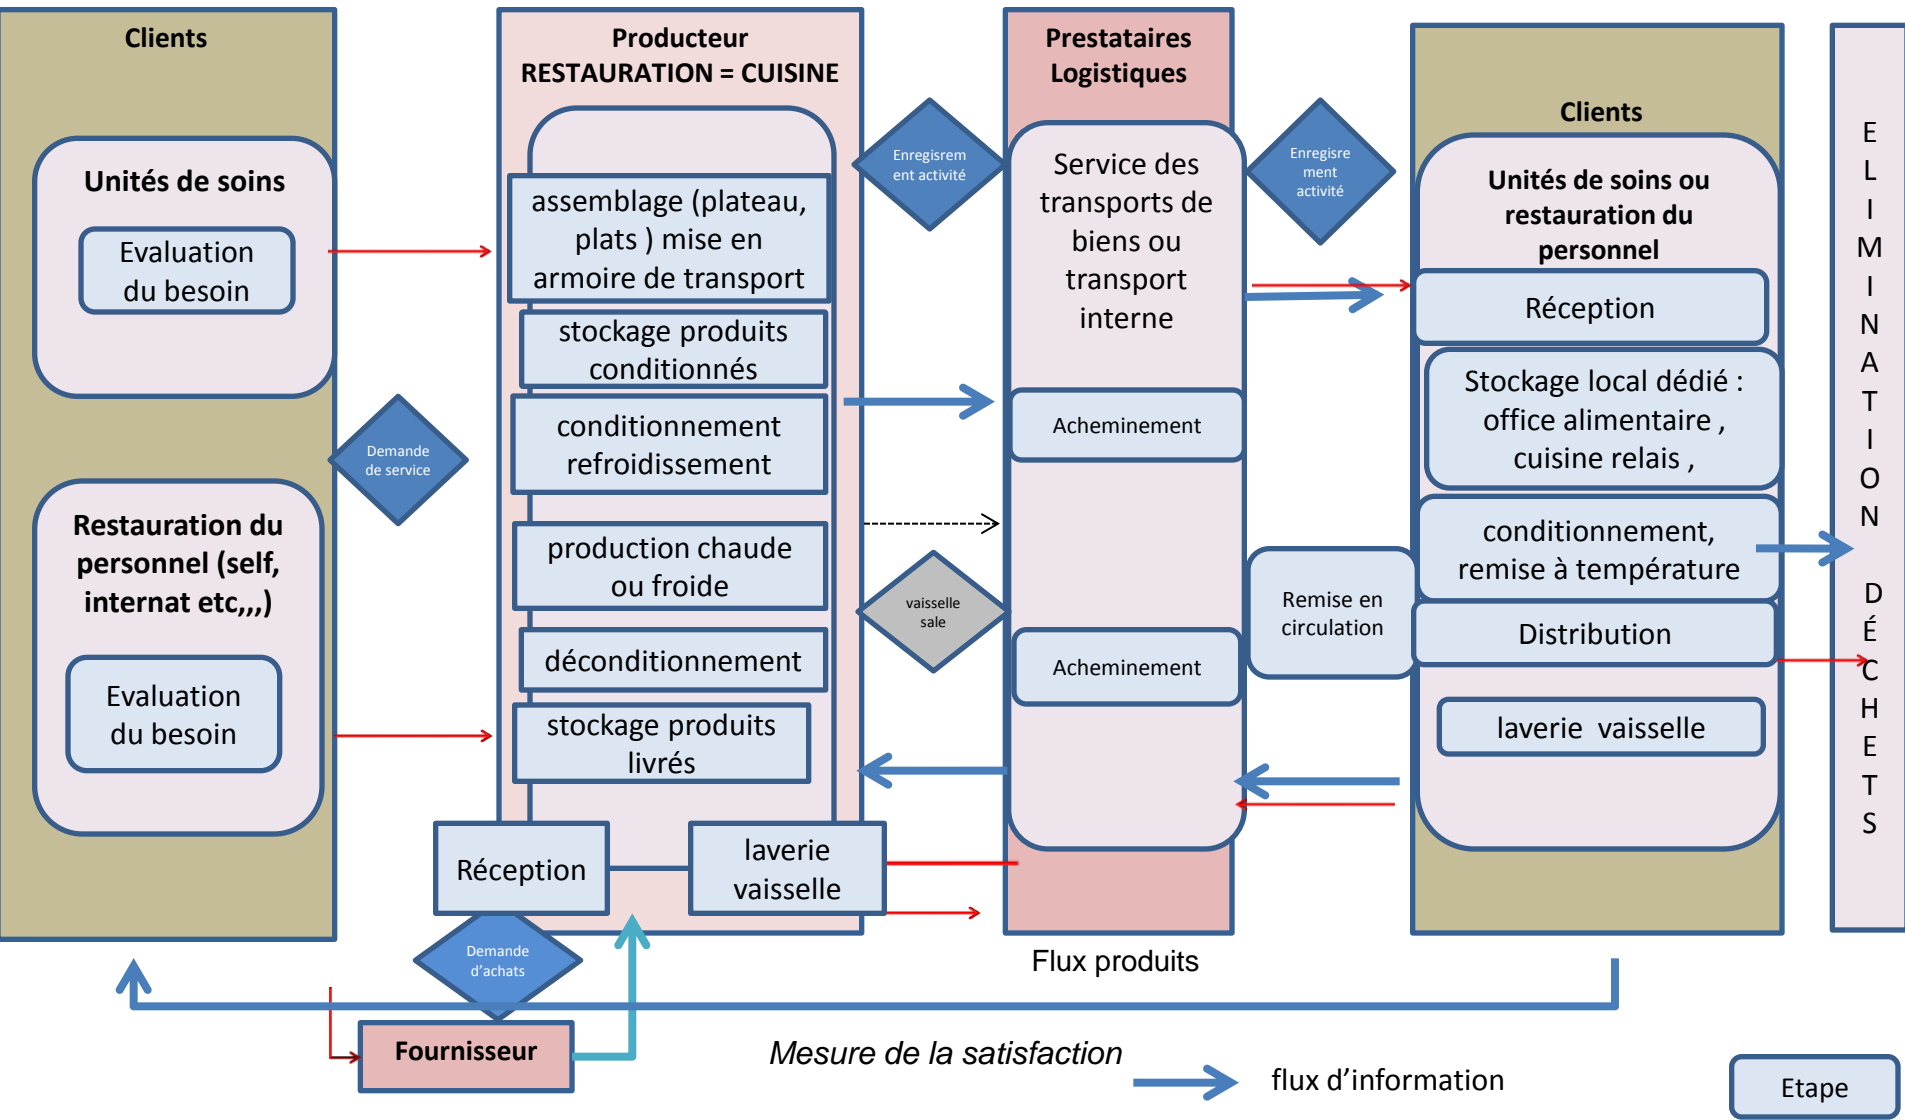 Clients
Unités de soins
Evaluation
du besoin
Restauration du
personnel (self,
internat etc,,,)
Evaluation
du besoin
Demande
de service
Producteur
RESTAURATION = CUISINE
assemblage (plateau,
plats ) mise en
armoire de transport
stockage produits
conditionnés
conditionnement
refroidissement
production chaude
ou froide
déconditionnement
stockage produits
livrés
Réception
laverie
vaisselle
Demande
d'achats
Fournisseur
Enregisrem
ent activité
vaisselle
sale
Prestataires
Logistiques
Service des
transports de
biens ou
transport
interne
Acheminement
Acheminement
Enregisre
ment
activité
Remise en
circulation
Clients
Unités de soins ou
restauration du
personnel
Réception
Stockage local dédié :
office alimentaire ,
cuisine relais ,
conditionnement,
remise à température
Distribution
laverie  vaisselle
E
L
I
M
I
N
A
T
I
O
N
D
É
C
H
E
T
S
Flux produits
Mesure de la satisfaction
flux d'information
Etape